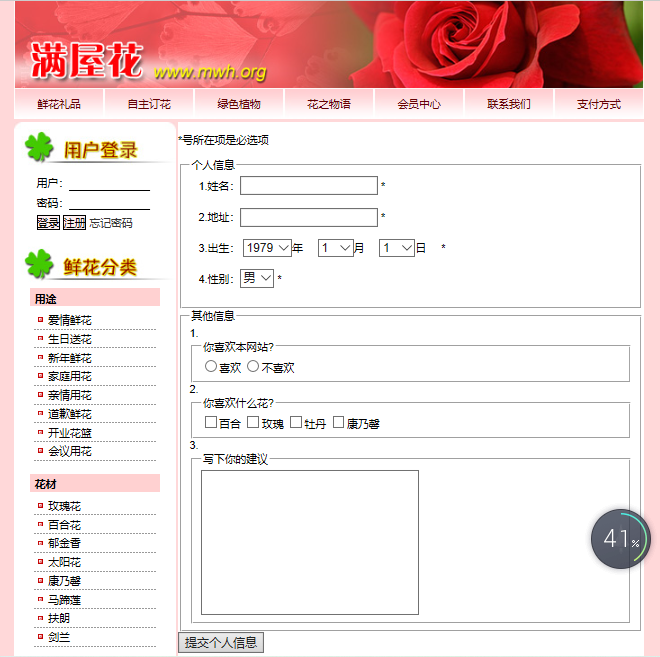 满屋花 www.mwh.org
鲜花礼品 自主订花 绿色植物 花之物语 会员中心 联系我们 支付方式
用户登录
用户：
密码：
登录 注册 忘记密码
鲜花分类
用途
爱情鲜花
生日送花
新年鲜花
家庭用花
亲情用花
道歉鲜花
开业花篮
会议用花
花材
玫瑰花
百合花
郁金香
太阳花
康乃馨
马蹄莲
扶朗
剑兰
*号所在项是必选项
个人信息
1.姓名： *
2.地址： *
3.出生： 1979 年 1 月 1 日 *
4.性别： 男 *
其他信息
1.
你喜欢本网站?
喜欢 不喜欢
2.
你喜欢什么花?
百合 玫瑰 牡丹 康乃馨
3.
写下你的建议
提交个人信息
41%